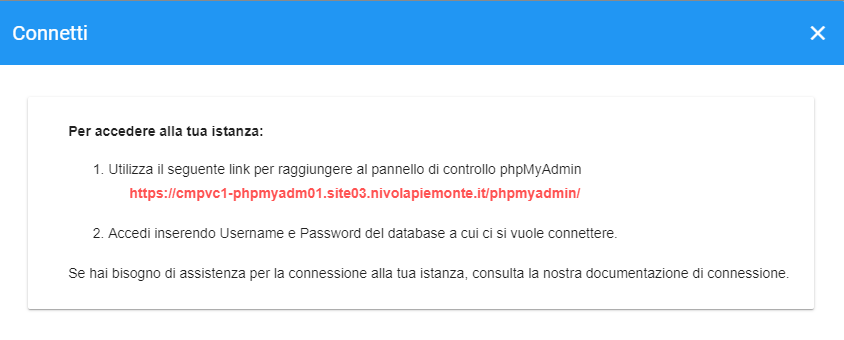 Connetti
Per accedere alla tua istanza:
1. Utilizza il seguente link per raggiungere al pannello di controllo phpMyAdmin
https://cmpvc1-phpmyadm01.site03.nivolapiemonte.it/phpmyadmin/
2. Accedi inserendo Username e Password del database a cui ci si vuole connettere.
Se hai bisogno di assistenza per la connessione alla tua istanza, consulta la nostra documentazione di connessione.